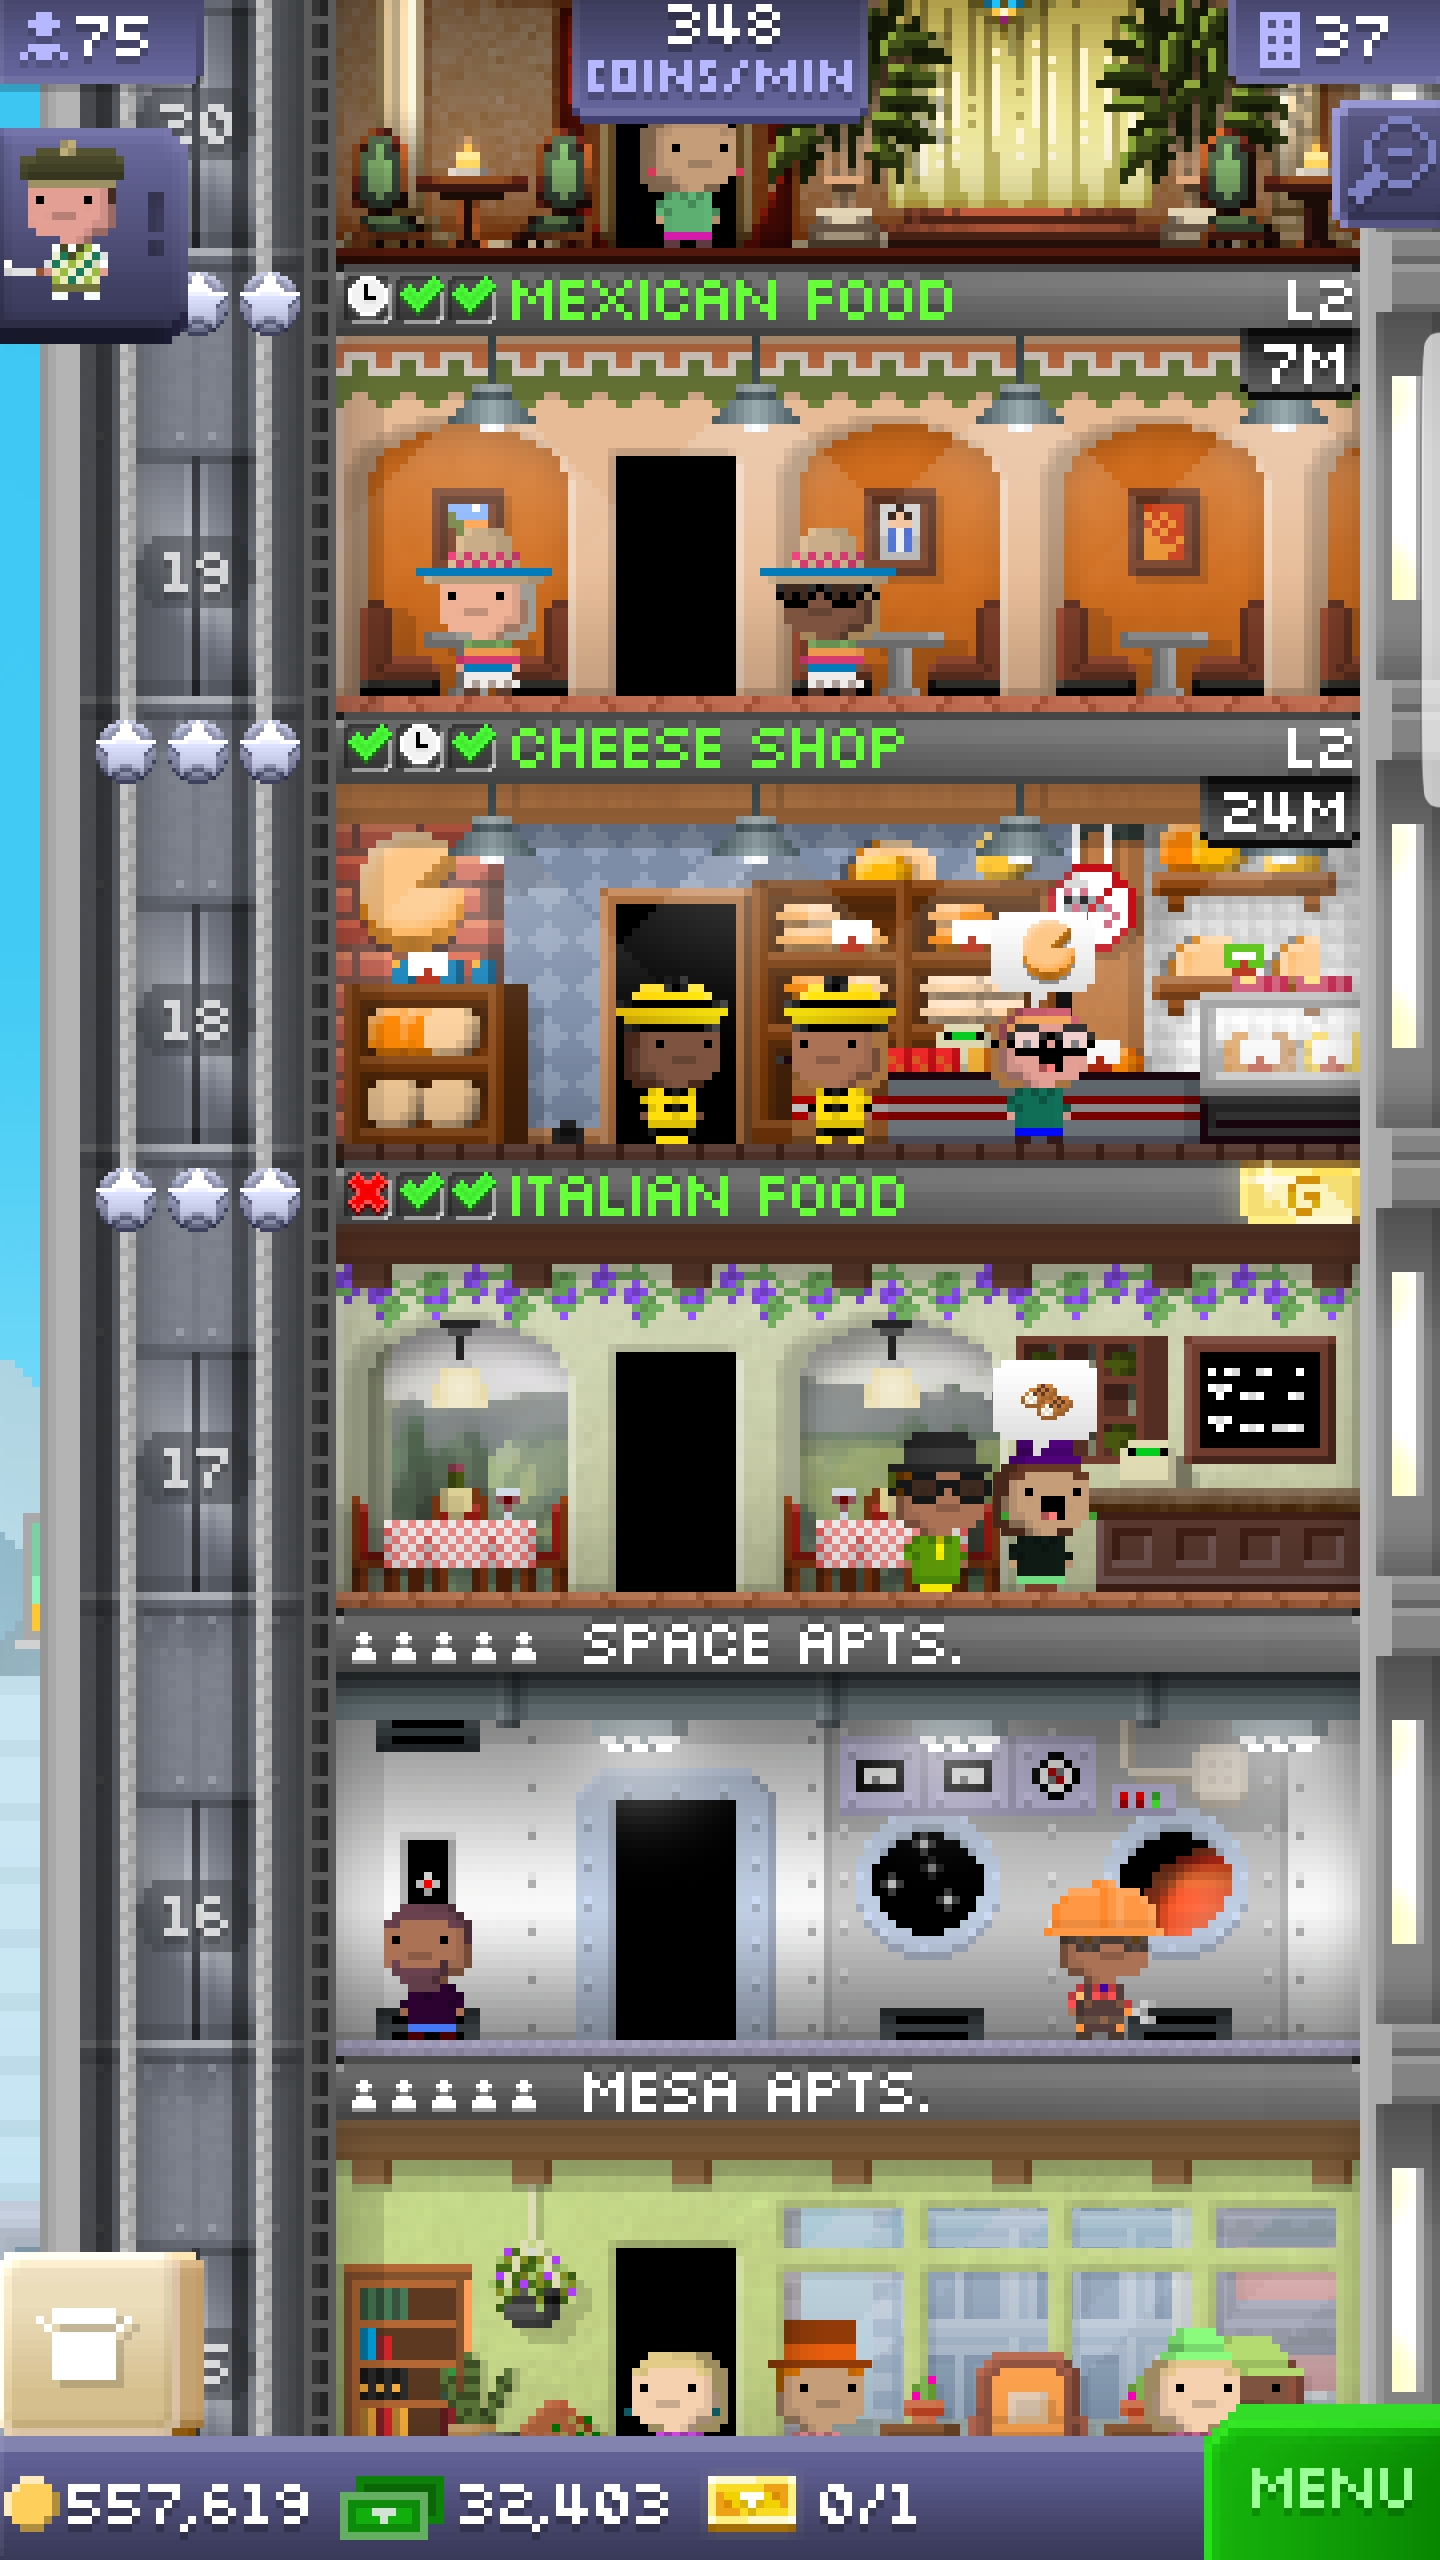 75
348
COINS/MIN
37
20
MEXICAN FOOD
L2
7M
19
CHEESE SHOP
L2
24M
18
ITALIAN FOOD
G
17
SPACE APTS.
16
MESA APTS.
5
557,619
32,403
0/1
MENU